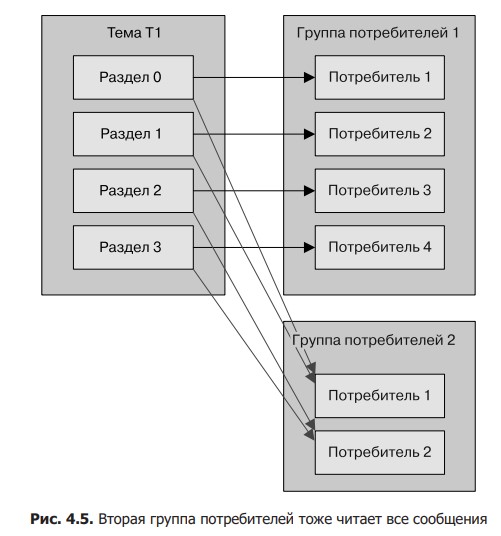 Тема T1
Раздел 0
Раздел 1
Раздел 2
Раздел 3
Группа потребителей 1
Потребитель 1
Потребитель 2
Потребитель 3
Потребитель 4
Группа потребителей 2
Потребитель 1
Потребитель 2
Рис. 4.5. Вторая группа потребителей тоже читает все сообщения